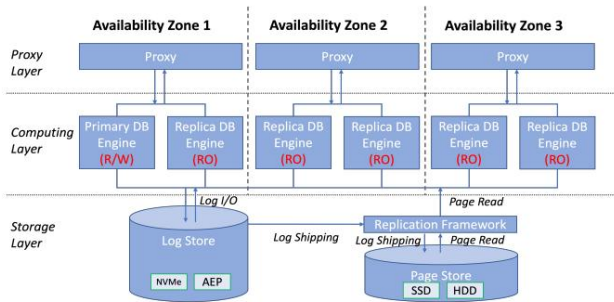 Availability Zone 1
Availability Zone 2
Availability Zone 3
Proxy
Layer
Proxy
Proxy
Proxy
Computing
Layer
Primary DB
Engine
(R/W)
Replica DB
Engine
(RO)
Replica DB
Engine
(RO)
Replica DB
Engine
(RO)
Replica DB
Engine
(RO)
Replica DB
Engine
(RO)
Log I/O
Page Read
Storage
Layer
Log Store
NVMe
AEP
Log Shipping
Replication Framework
Log Shipping
Page Read
Page Store
SSD
HDD